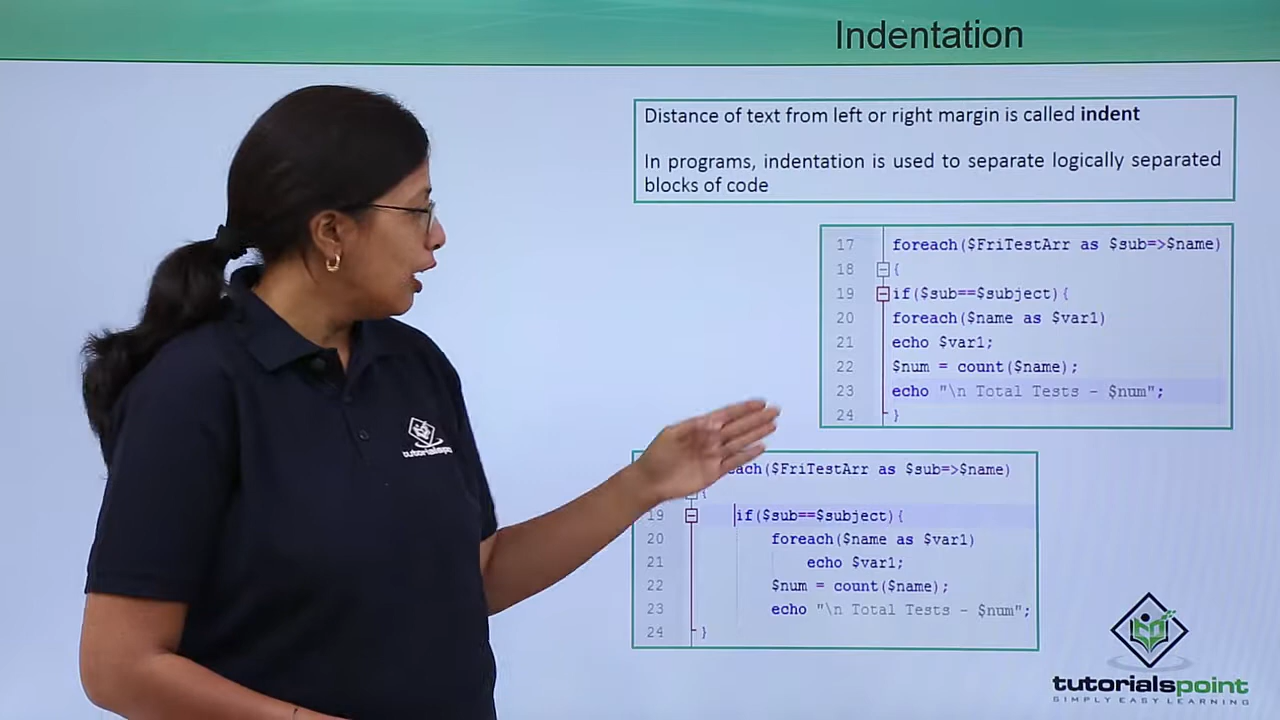 Indentation
Distance of text from left or right margin is called indent
In programs, indentation is used to separate logically separated
blocks of code
17 foreach($FriTestArr as $sub=>$name)
18 {
19 if($sub==$subject){
20 foreach($name as $var1)
21 echo $var1;
22 $num = count($name);
23 echo "\n Total Tests - $num";
24 }
($FriTestArr as $sub=>$name)
{
19 if($sub==$subject){
20 foreach($name as $var1)
21 echo $var1;
22 $num = count($name);
23 echo "\n Total Tests - $num";
24 }
tutorialspoint
SIMPLY EASY LEARNING